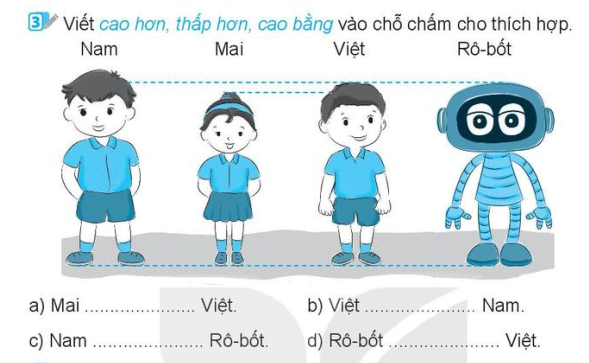 3 Viết cao hơn, thấp hơn, cao bằng vào chỗ chấm cho thích hợp.
Nam Mai Việt Rô-bốt
a) Mai ..................... Việt. b) Việt ..................... Nam.
c) Nam ..................... Rô-bốt. d) Rô-bốt ..................... Việt.